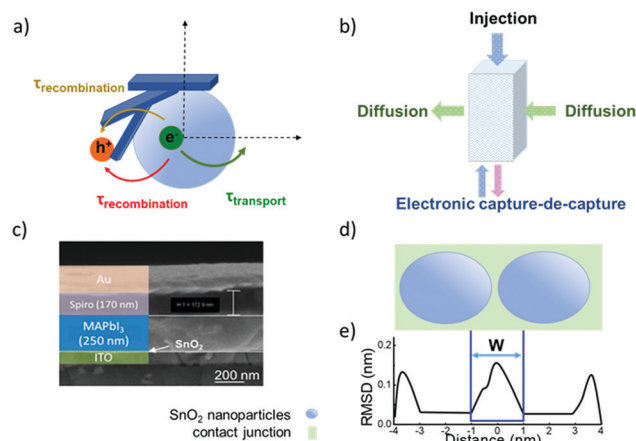 a)
τrecombination
h+
e-
τrecombination
τtransport
b)
Injection
Diffusion
Diffusion
Electronic capture-de-capture
c)
Au
Spiro (170 nm)
MAPbI3
(250 nm)
SnO2
ITO
200 nm
SnO2 nanoparticles
contact junction
d)
e)
W
RMSD (nm)
0.2
0.1
0.0
-4 -3 -2 -1 0 1 2 3 4
Distance (nm)